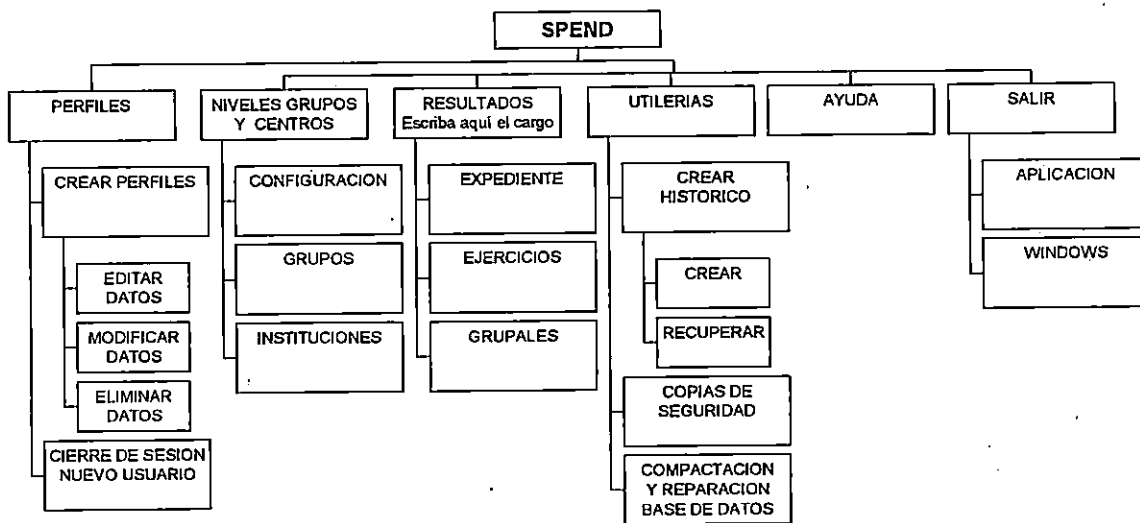 SPEND
PERFILES
NIVELES GRUPOS
Y CENTROS
RESULTADOS
Escriba aquí el cargo
UTILERIAS
AYUDA
SALIR
CREAR PERFILES
EDITAR
DATOS
MODIFICAR
DATOS
ELIMINAR
DATOS
CIERRE DE SESION
NUEVO USUARIO
CONFIGURACION
GRUPOS
INSTITUCIONES
EXPEDIENTE
EJERCICIOS
GRUPALES
CREAR
HISTORICO
CREAR
RECUPERAR
COPIAS DE
SEGURIDAD
COMPACTACION
Y REPARACION
BASE DE DATOS
APLICACION
WINDOWS